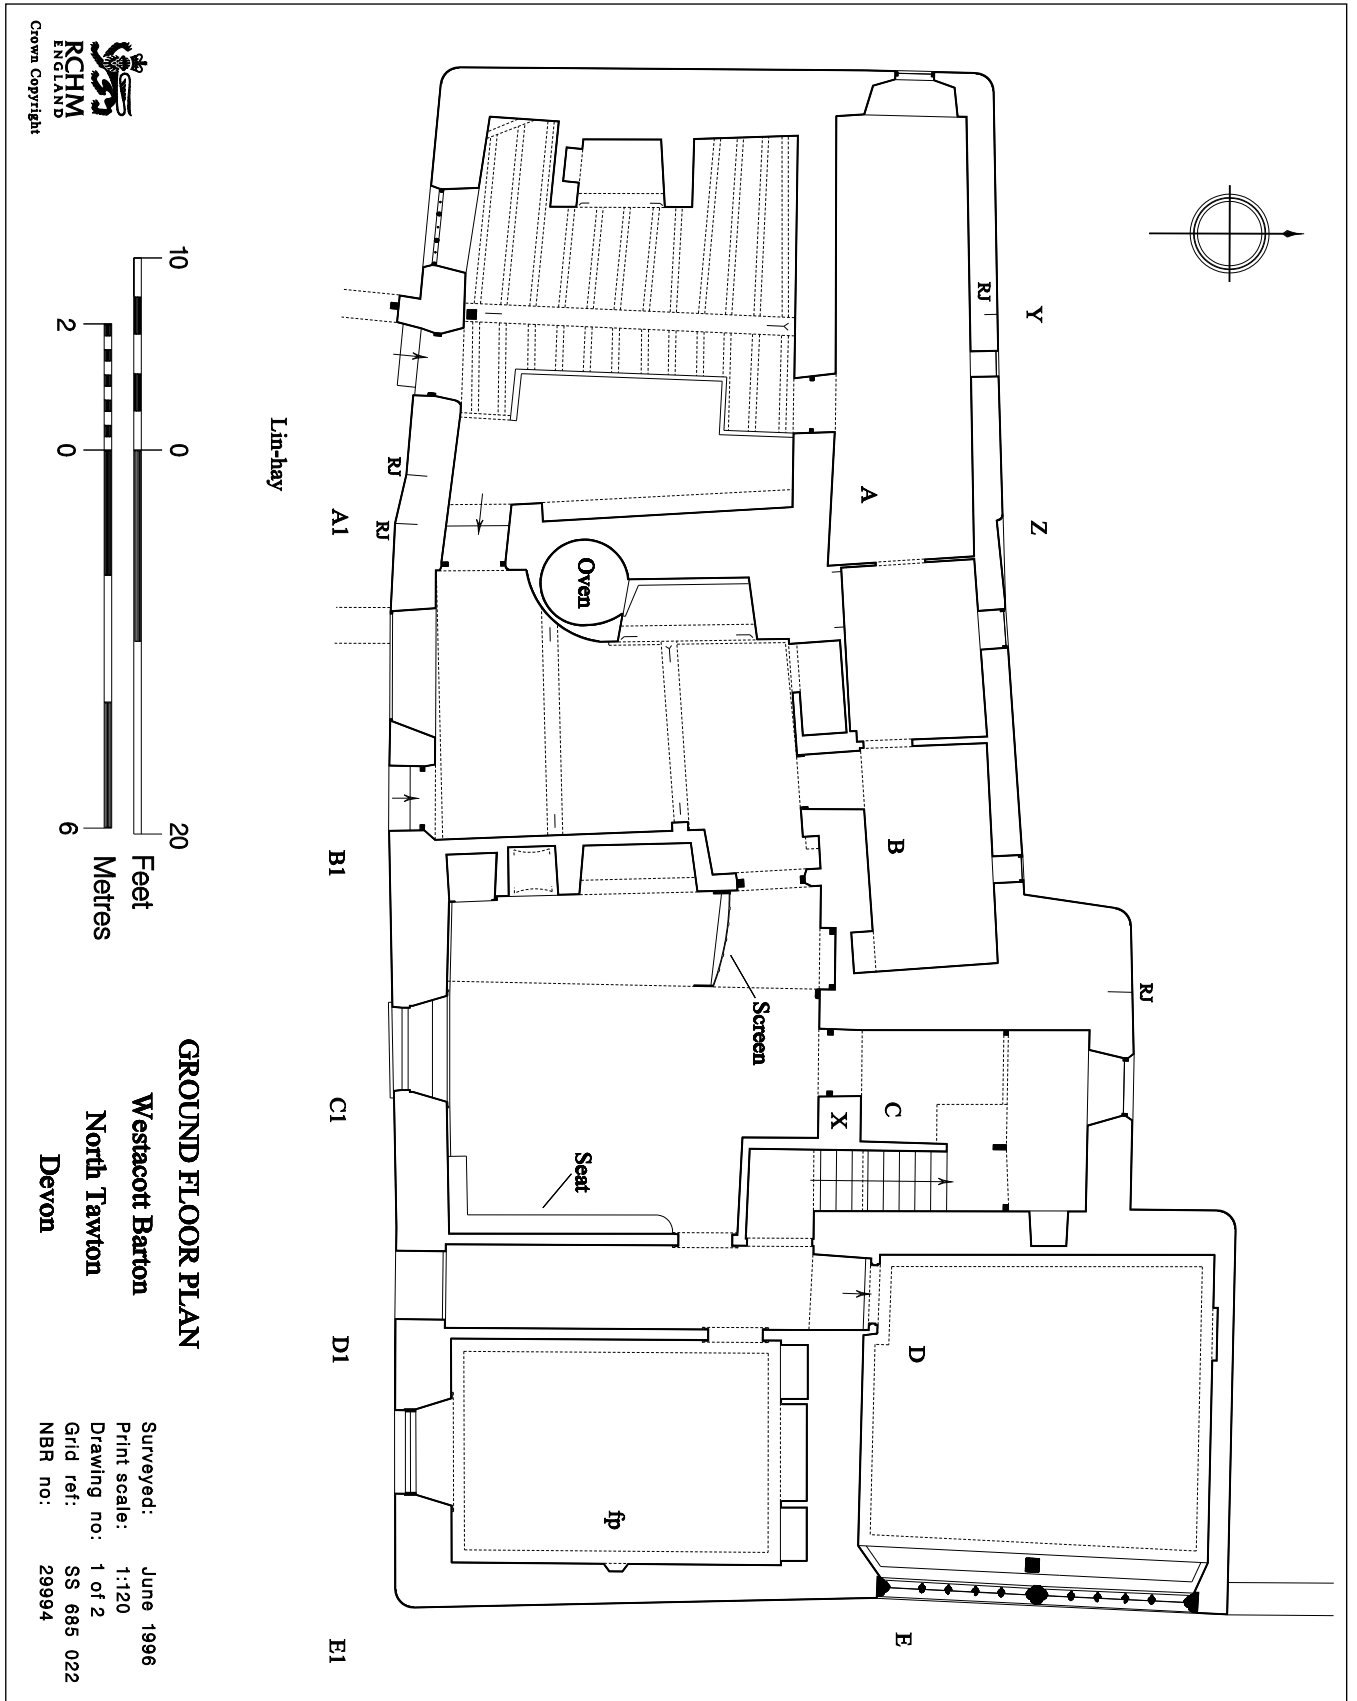 Y
Z
RJ
RJ
A
B
C
X
D
E
Oven
Screen
Seat
fp
RJ
RJ
Lin-hay
A1
B1
C1
D1
E1
GROUND FLOOR PLAN
Westacott Barton
North Tawton
Devon
10 0 20 Feet
2 0 6 Metres
Surveyed: June 1996
Print scale: 1:120
Drawing no: 1 of 2
Grid ref: SS 685 022
NBR no: 29994
RCHM
ENGLAND
Crown Copyright